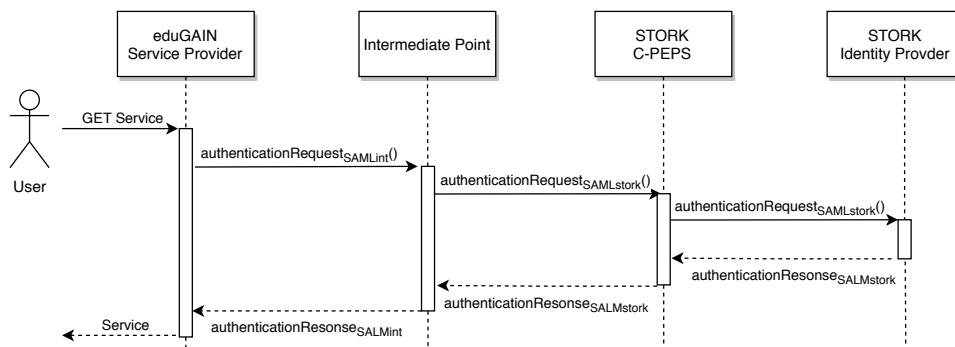 eduGAIN
Service Provider
Intermediate Point
STORK
C-PEPS
STORK
Identity Provder
GET Service
User
authenticationRequestSAMLint()
authenticationRequestSAMLstork()
authenticationRequestSAMLstork()
authenticationResonseSALMstork
authenticationResonseSALMstork
authenticationResonseSALMint
Service